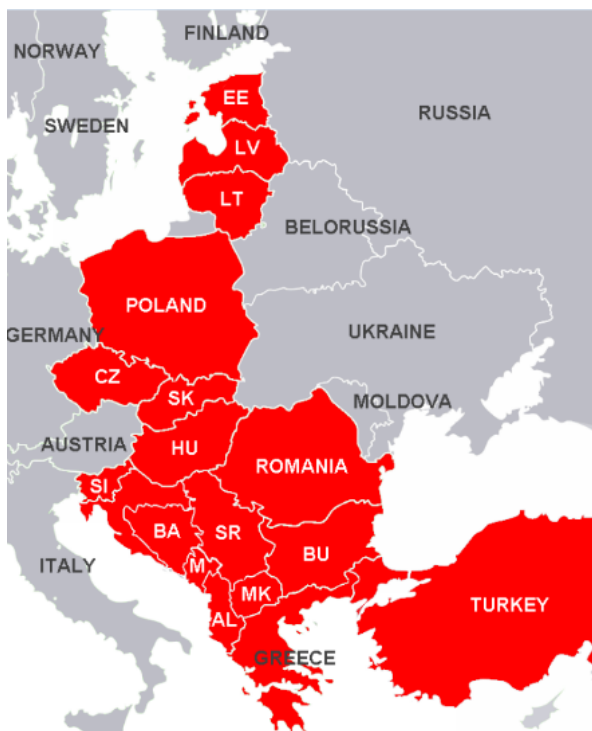 FINLAND
NORWAY
EE
RUSSIA
SWEDEN
LV
LT
BELORUSSIA
POLAND
UKRAINE
GERMANY
CZ
SK
MOLDOVA
AUSTRIA
HU
ROMANIA
SI
BA
SR
BU
ITALY
M
MK
TURKEY
AL
GREECE